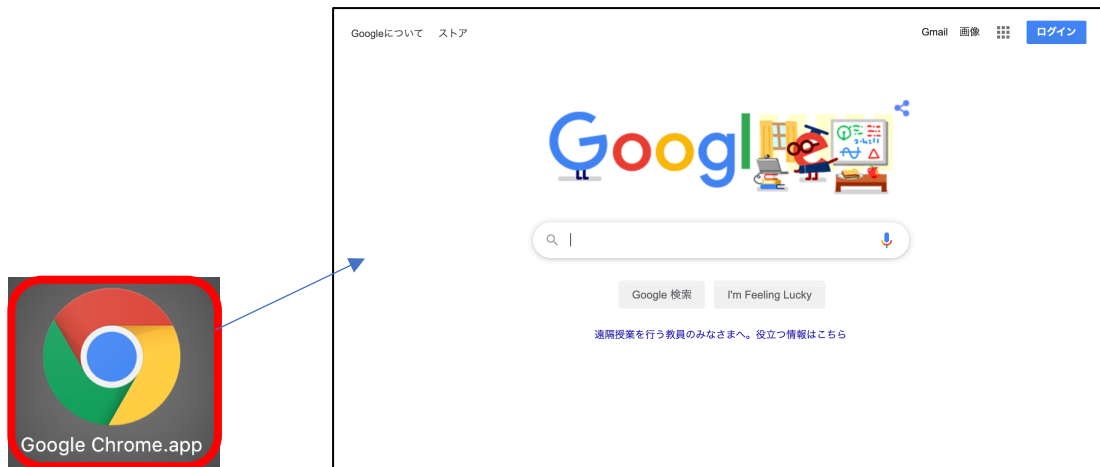 Googleについて ストア
Gmail 画像 ログイン
Google
Google 検索 I'm Feeling Lucky
遠隔授業を行う教員のみなさまへ。役立つ情報はこちら
Google Chrome.app